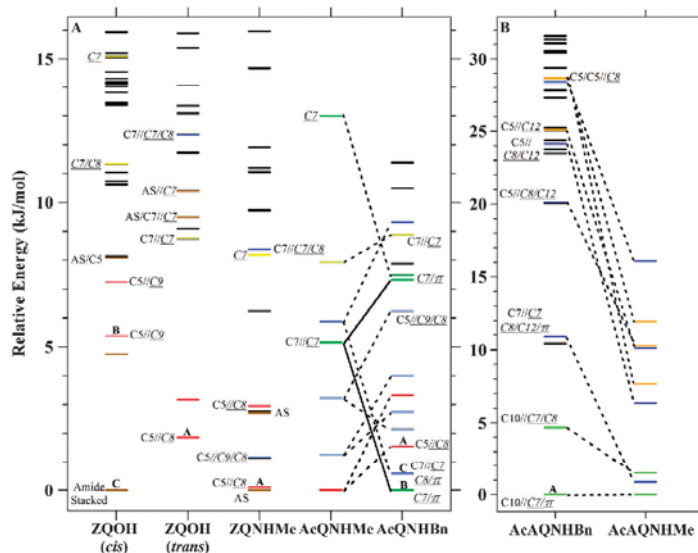 A
B
Relative Energy (kJ/mol)
15
10
5
0
30
25
20
15
10
5
0
C7
C7/C8
AS/C5
C5//C9
B
C5//C9
C
Amide
Stacked
C7//C7/C8
AS//C7
AS/C7//C7
C7//C7
A
C5//C8
C7//C7/C8
C7
C5//C8
AS
C5//C9/C8
C5//C8
A
AS
C7
C7//C7
C7//C7
C7/π
C5//C9/C8
A
C5//C8
C
C7//C7
C8/π
B
C7/π
C5/C5//C8
C5//C12
C5//
C8/C12
C5//C8/C12
C7//C7
C8/C12/π
C10//C7/C8
A
C10//C7/π
ZQOH
(cis)
ZQOH
(trans)
ZQNHMe
AcQNHMe
AcQNHBn
AcAQNHBn
AcAQNHMe